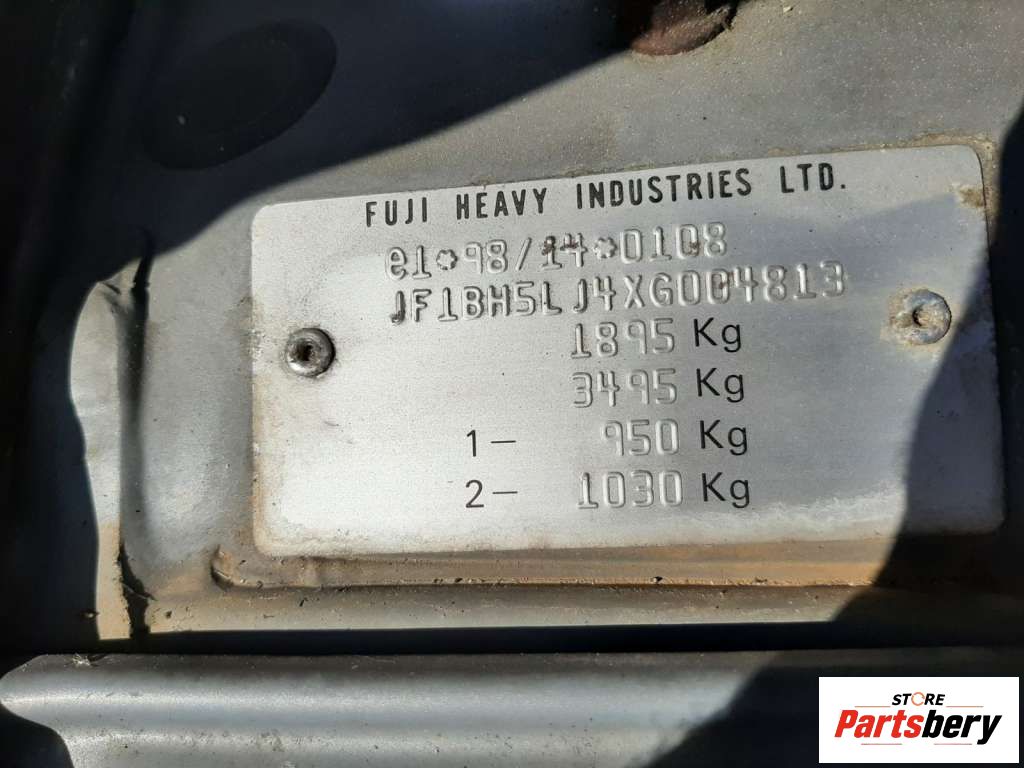 FUJI HEAVY INDUSTRIES LTD.
e1*98/14*0108
JF1BH5LJ4XG004813
1895 Kg
3495 Kg
1- 950 Kg
2- 1030 Kg
STORE
Partsbery